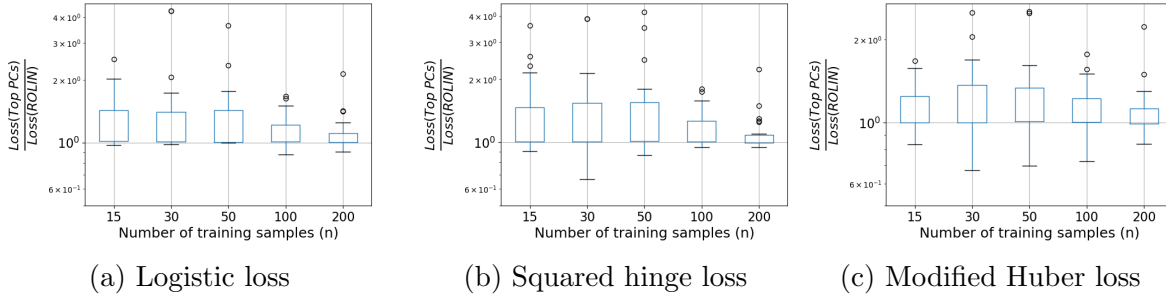 4 × 10⁰
3 × 10⁰
2 × 10⁰
10⁰
6 × 10⁻¹
Loss(Top PCs)
Loss(ROLIN)
15 30 50 100 200
Number of training samples (n)
(a) Logistic loss
4 × 10⁰
3 × 10⁰
2 × 10⁰
10⁰
6 × 10⁻¹
Loss(Top PCs)
Loss(ROLIN)
15 30 50 100 200
Number of training samples (n)
(b) Squared hinge loss
2 × 10⁰
10⁰
6 × 10⁻¹
Loss(Top PCs)
Loss(ROLIN)
15 30 50 100 200
Number of training samples (n)
(c) Modified Huber loss